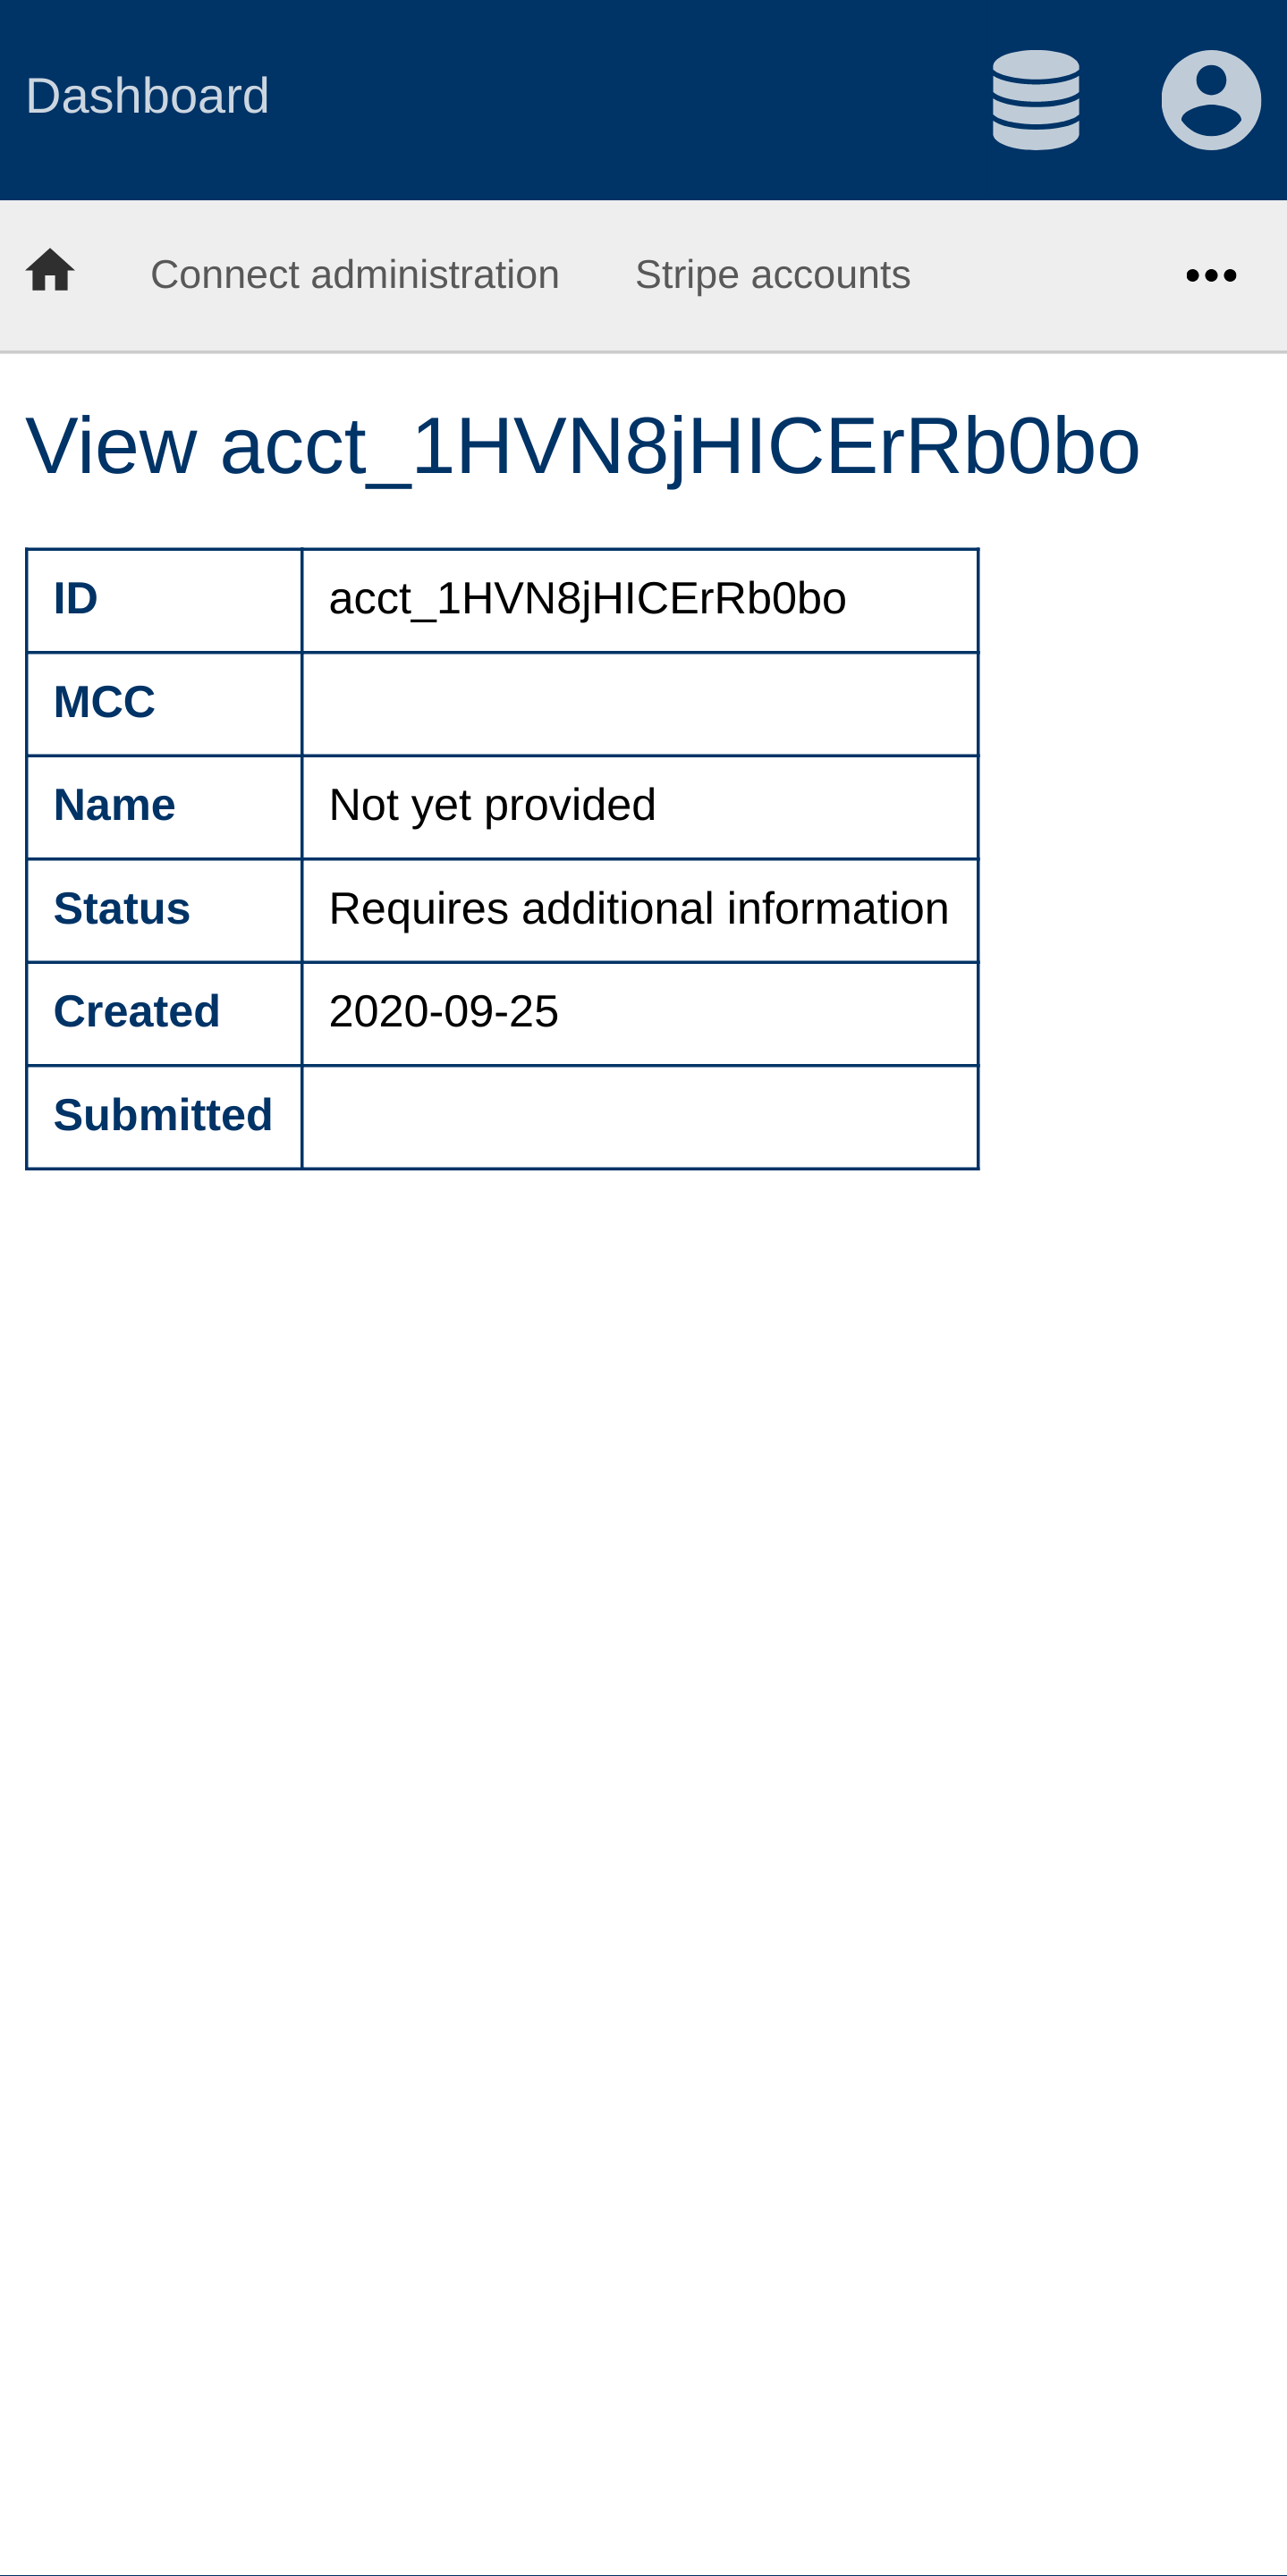 Dashboard
Connect administration Stripe accounts
View acct_1HVN8jHICErRb0bo
ID acct_1HVN8jHICErRb0bo
MCC
Name Not yet provided
Status Requires additional information
Created 2020-09-25
Submitted